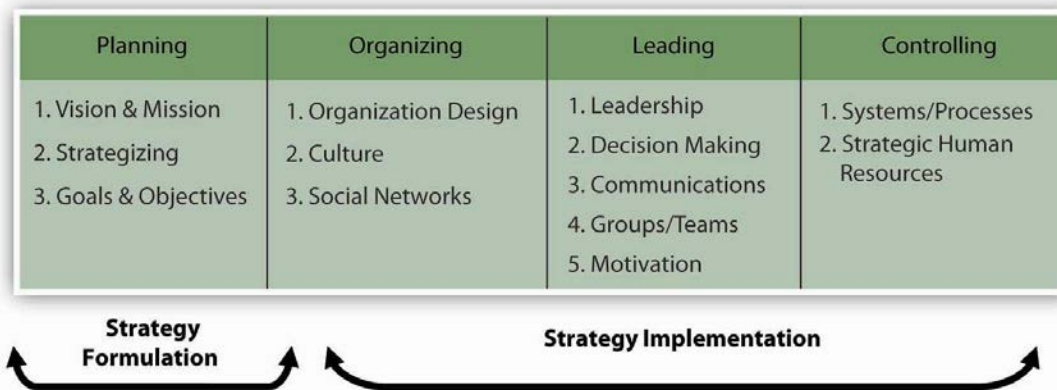 Planning
1. Vision & Mission
2. Strategizing
3. Goals & Objectives
Organizing
1. Organization Design
2. Culture
3. Social Networks
Leading
1. Leadership
2. Decision Making
3. Communications
4. Groups/Teams
5. Motivation
Controlling
1. Systems/Processes
2. Strategic Human
Resources
Strategy
Formulation
Strategy Implementation